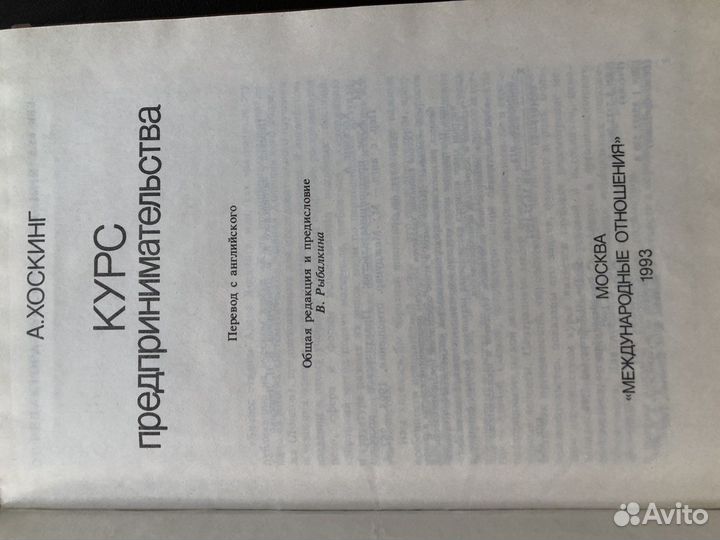 А.ХОСКИНГ
КУРС
предпринимательства
Перевод с английского
Общая редакция и предисловие
В. Рыбалкина
МОСКВА
«МЕЖДУНАРОДНЫЕ ОТНОШЕНИЯ»
1993
Avito